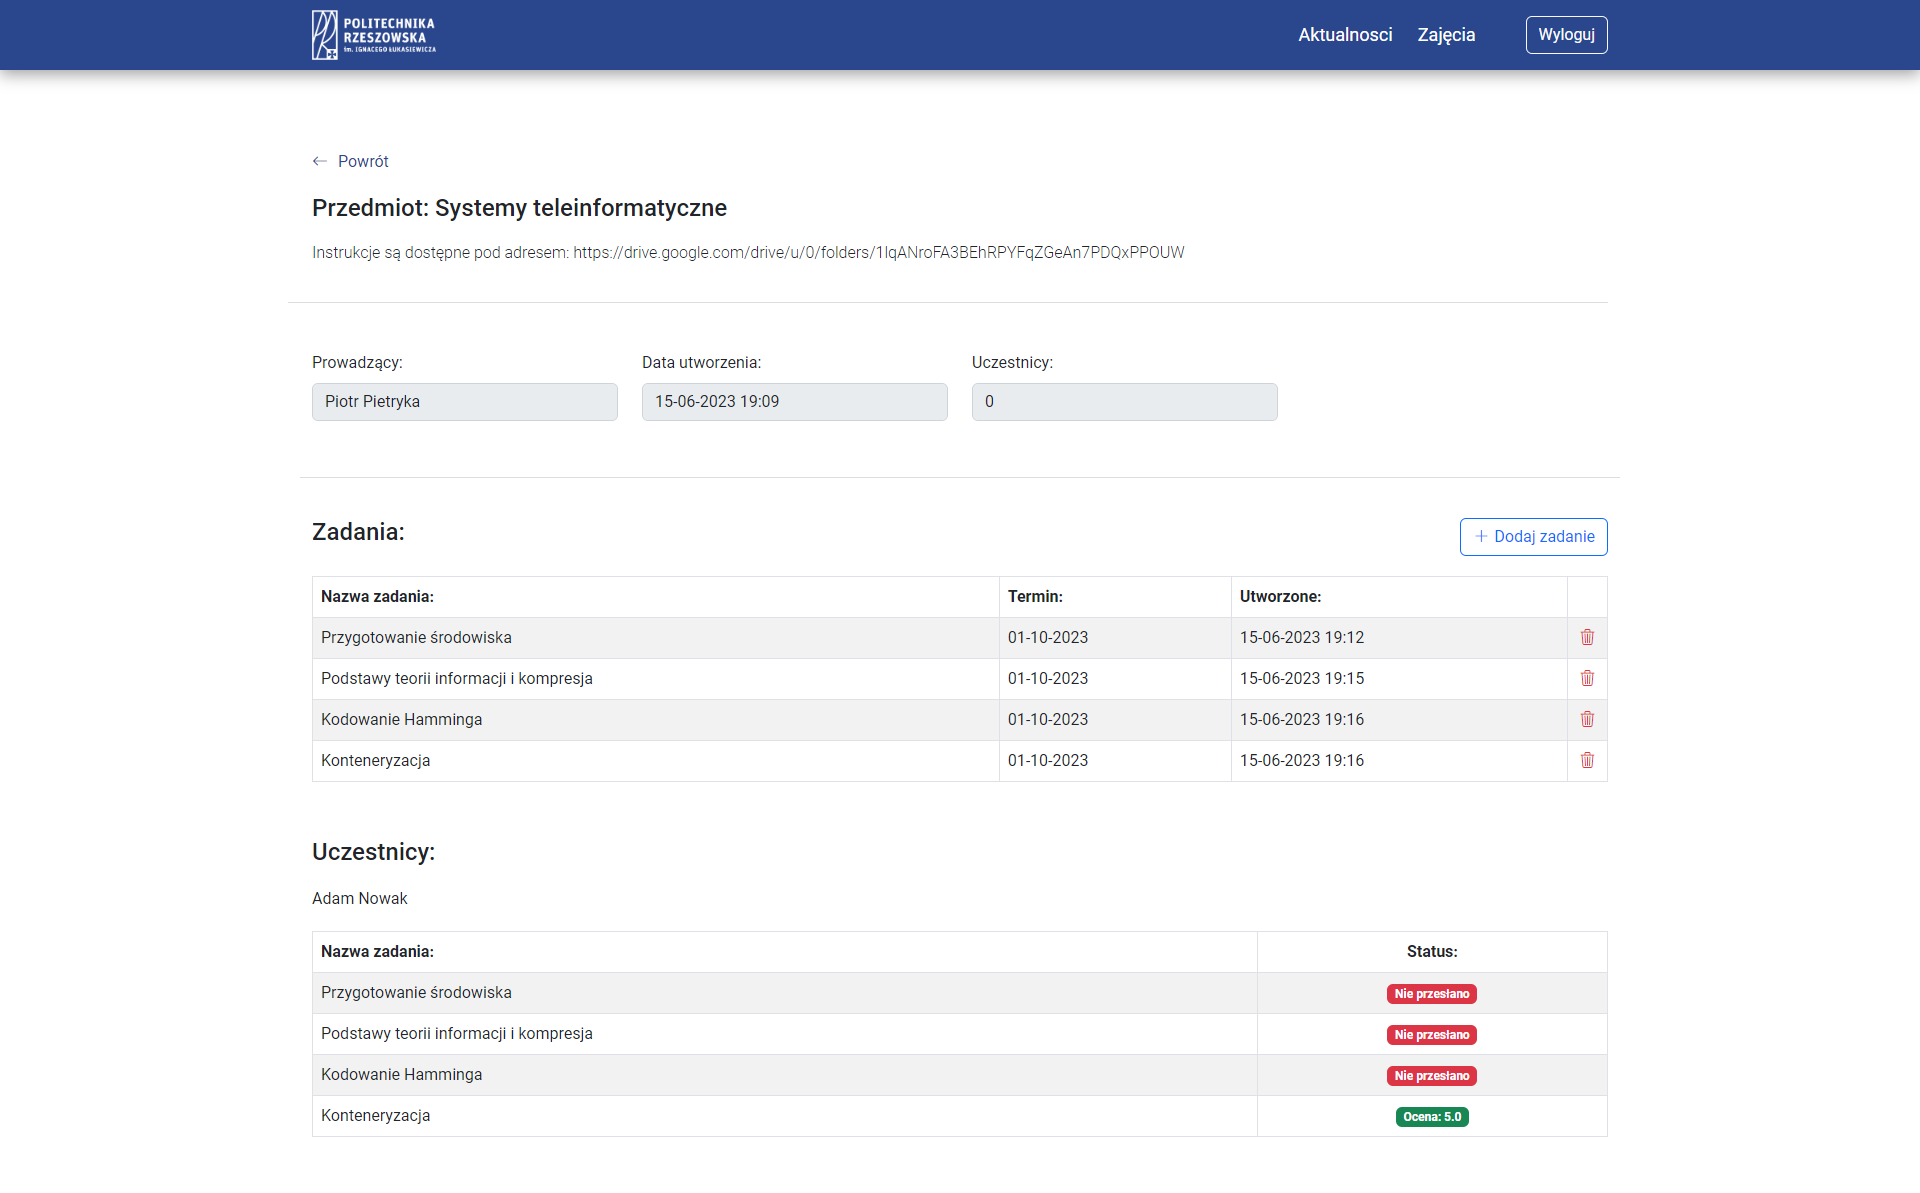 POLITECHNIKA
RZESZOWSKA
im. IGNACEGO ŁUKASIEWICZA
Aktualnosci Zajęcia Wyloguj
Powrót
Przedmiot: Systemy teleinformatyczne
Instrukcje są dostępne pod adresem: https://drive.google.com/drive/u/0/folders/1lqANroFA3BEhRPYFqZGeAn7PDQxPPOUW
Prowadzący: Data utworzenia: Uczestnicy:
Piotr Pietryka 15-06-2023 19:09 0
Zadania: Dodaj zadanie
Nazwa zadania: Termin: Utworzone:
Przygotowanie środowiska 01-10-2023 15-06-2023 19:12
Podstawy teorii informacji i kompresja 01-10-2023 15-06-2023 19:15
Kodowanie Hamminga 01-10-2023 15-06-2023 19:16
Konteneryzacja 01-10-2023 15-06-2023 19:16
Uczestnicy:
Adam Nowak
Nazwa zadania: Status:
Przygotowanie środowiska Nie przesłano
Podstawy teorii informacji i kompresja Nie przesłano
Kodowanie Hamminga Nie przesłano
Konteneryzacja Ocena: 5.0